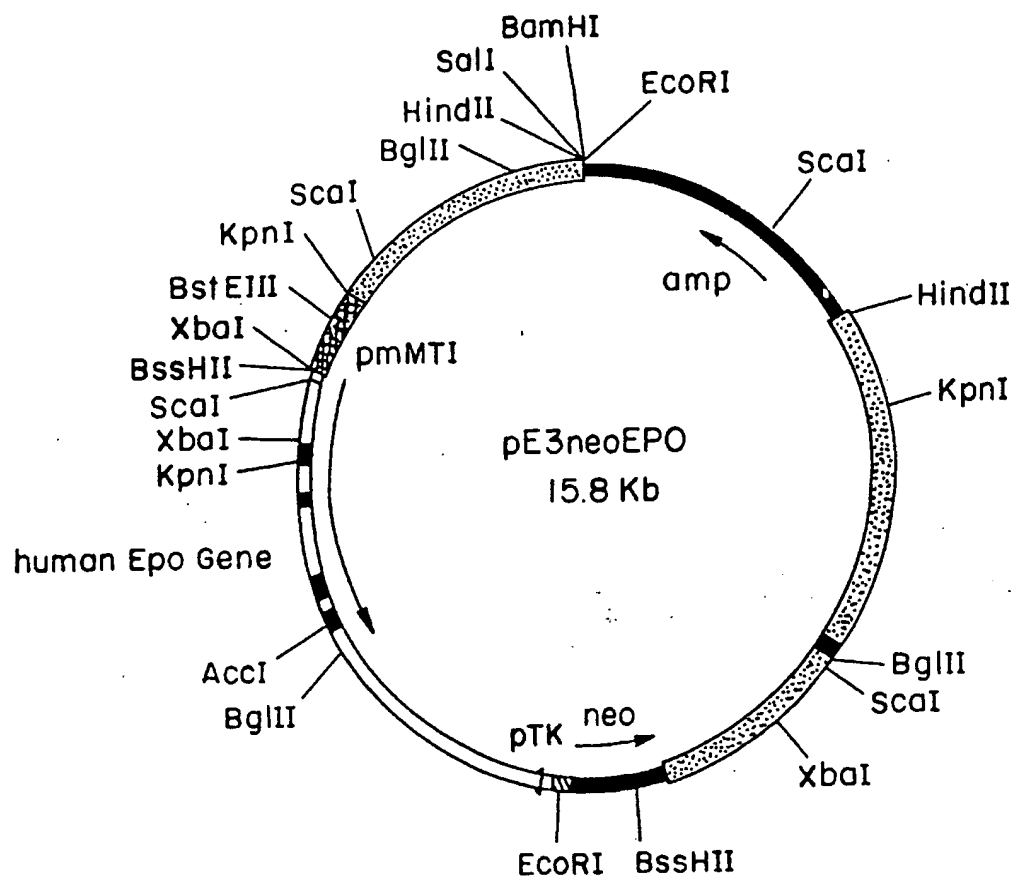 BamHI
SalI
EcoRI
HindII
BglII
ScaI
ScaI
KpnI
amp
BstEIII
HindII
XbaI
pmMTI
BssHII
KpnI
ScaI
XbaI
pE3neoEPO
KpnI
15.8 Kb
human Epo Gene
AccI
BglII
ScaI
BglII
neo
pTK
XbaI
EcoRI
BssHII